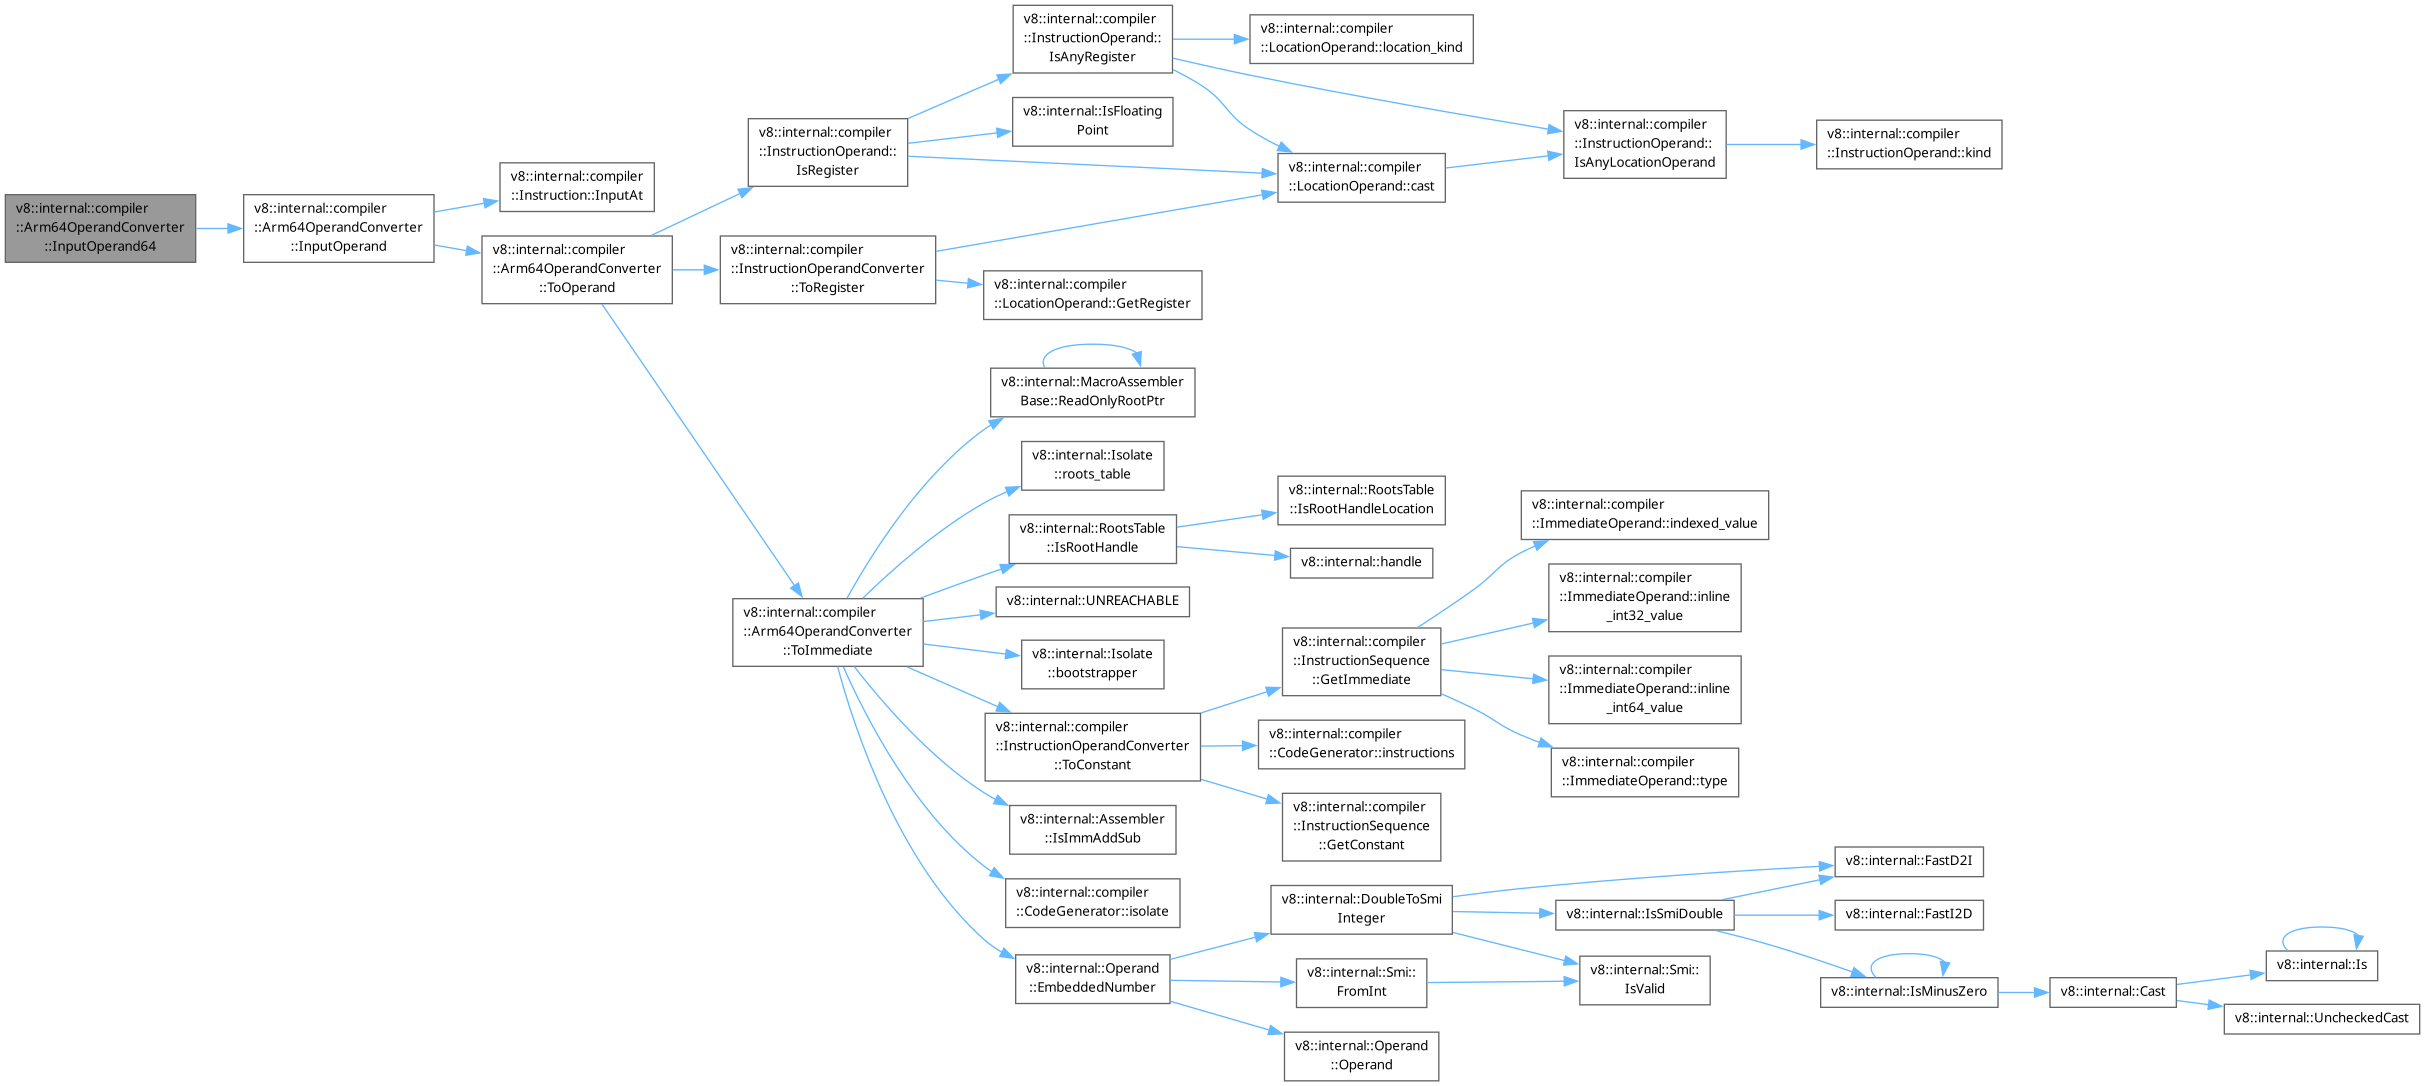 v8::internal::compiler
::Arm64OperandConverter
::InputOperand64
v8::internal::compiler
::Arm64OperandConverter
::InputOperand
v8::internal::compiler
::Instruction::InputAt
v8::internal::compiler
::Arm64OperandConverter
::ToOperand
v8::internal::compiler
::InstructionOperand::
IsRegister
v8::internal::compiler
::InstructionOperandConverter
::ToRegister
v8::internal::compiler
::Arm64OperandConverter
::ToImmediate
v8::internal::compiler
::InstructionOperand::
IsAnyRegister
v8::internal::IsFloating
Point
v8::internal::compiler
::LocationOperand::GetRegister
v8::internal::MacroAssembler
Base::ReadOnlyRootPtr
v8::internal::Isolate
::roots_table
v8::internal::RootsTable
::IsRootHandle
v8::internal::UNREACHABLE
v8::internal::Isolate
::bootstrapper
v8::internal::compiler
::InstructionOperandConverter
::ToConstant
v8::internal::Assembler
::IsImmAddSub
v8::internal::compiler
::CodeGenerator::isolate
v8::internal::Operand
::EmbeddedNumber
v8::internal::compiler
::LocationOperand::location_kind
v8::internal::compiler
::LocationOperand::cast
v8::internal::RootsTable
::IsRootHandleLocation
v8::internal::handle
v8::internal::compiler
::InstructionSequence
::GetImmediate
v8::internal::compiler
::CodeGenerator::instructions
v8::internal::compiler
::InstructionSequence
::GetConstant
v8::internal::DoubleToSmi
Integer
v8::internal::Smi::
FromInt
v8::internal::Operand
::Operand
v8::internal::compiler
::InstructionOperand::
IsAnyLocationOperand
v8::internal::compiler
::ImmediateOperand::indexed_value
v8::internal::compiler
::ImmediateOperand::inline
_int32_value
v8::internal::compiler
::ImmediateOperand::inline
_int64_value
v8::internal::compiler
::ImmediateOperand::type
v8::internal::IsSmiDouble
v8::internal::Smi::
IsValid
v8::internal::compiler
::InstructionOperand::kind
v8::internal::FastD2I
v8::internal::FastI2D
v8::internal::IsMinusZero
v8::internal::Cast
v8::internal::Is
v8::internal::UncheckedCast